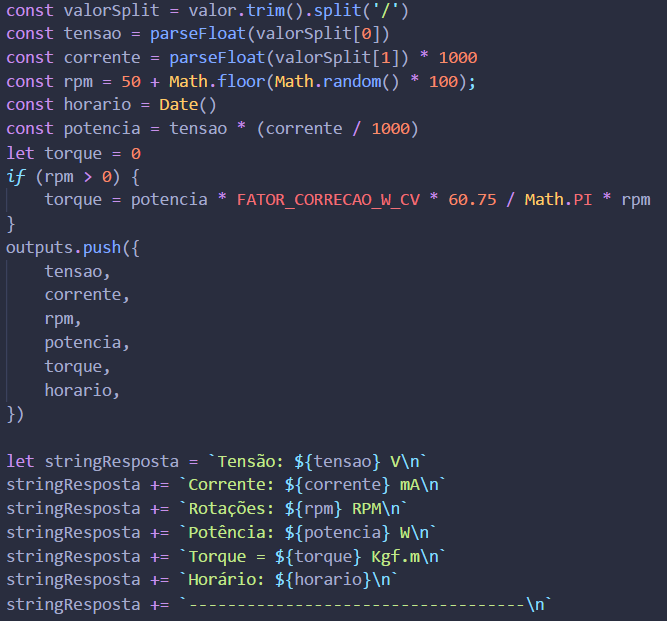 const valorSplit = valor.trim().split('/')
const tensao = parseFloat(valorSplit[0])
const corrente = parseFloat(valorSplit[1]) * 1000
const rpm = 50 + Math.floor(Math.random() * 100);
const horario = Date()
const potencia = tensao * (corrente / 1000)
let torque = 0
if (rpm > 0) {
    torque = potencia * FATOR_CORRECAO_W_CV * 60.75 / Math.PI * rpm
}
outputs.push({
    tensao,
    corrente,
    rpm,
    potencia,
    torque,
    horario,
})

let stringResposta = `Tensão: ${tensao} V\n`
stringResposta += `Corrente: ${corrente} mA\n`
stringResposta += `Rotações: ${rpm} RPM\n`
stringResposta += `Potência: ${potencia} W\n`
stringResposta += `Torque = ${torque} Kgf.m\n`
stringResposta += `Horário: ${horario}\n`
stringResposta += `-----------------------------------\n`